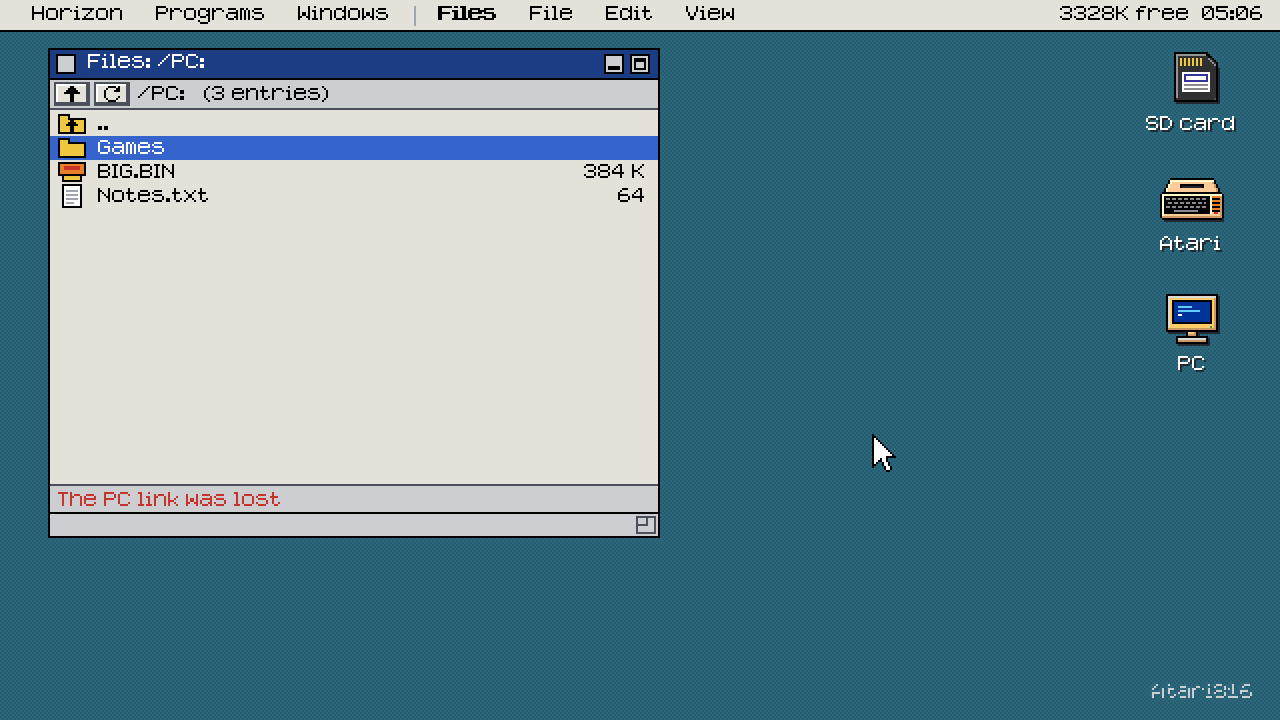 Horizon Programs Windows | Files File Edit View 3328K free 05:06
Files: /PC:
/PC: (3 entries)
..
Games
BIG.BIN 384 K
Notes.txt 64
The PC link was lost
SD card
Atari
PC
Atari816